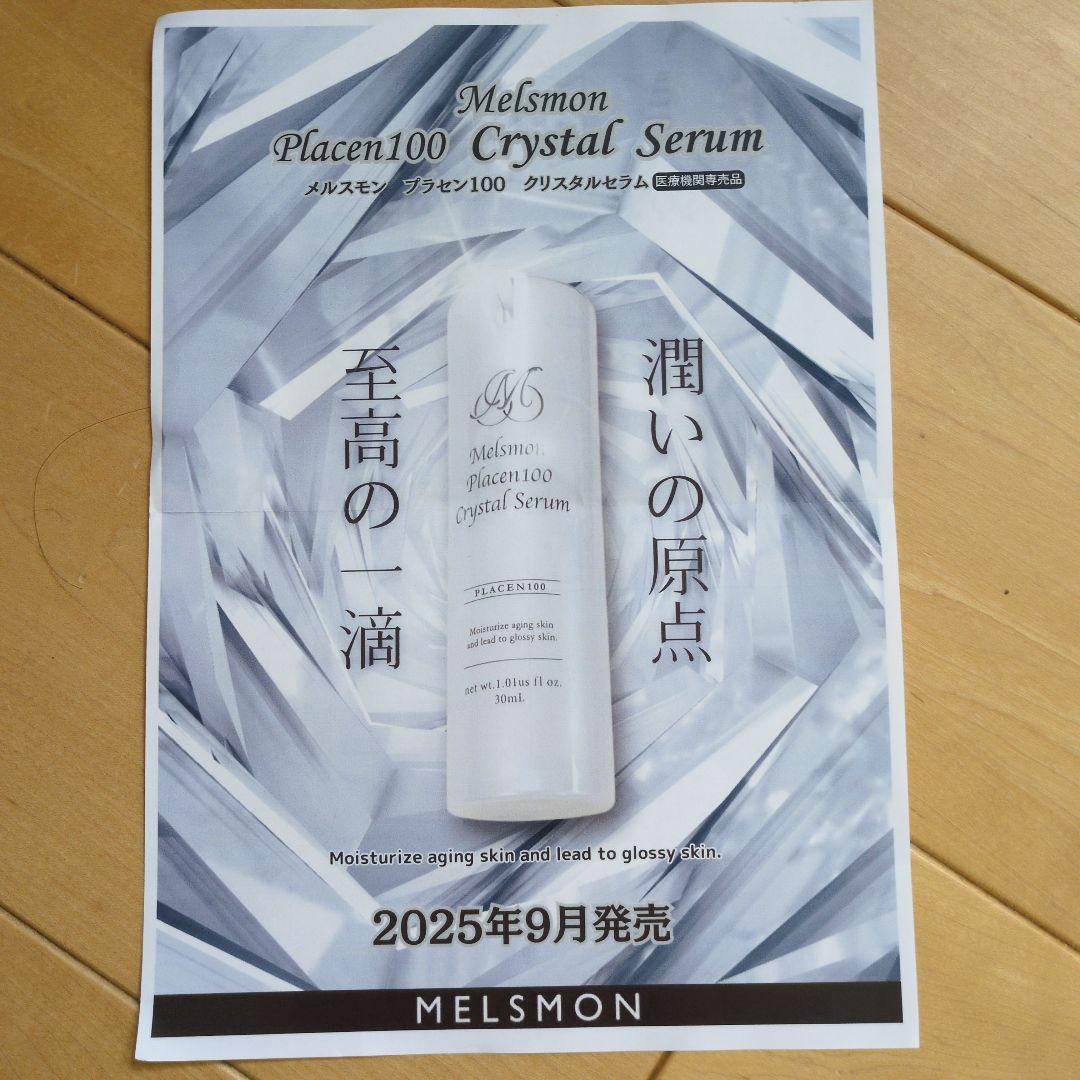 Melsmon
Placen100 Crystal Serum
メルスモン プラセン100 クリスタルセラム 医療機関専売品
潤いの原点
至高の一滴
Melsmon
Placen100
Crystal Serum
PLACEN100
Moisturize aging skin
and lead to glossy skin.
net wt.1.01us fl oz.
30mL
Moisturize aging skin and lead to glossy skin.
2025年9月発売
MELSMON